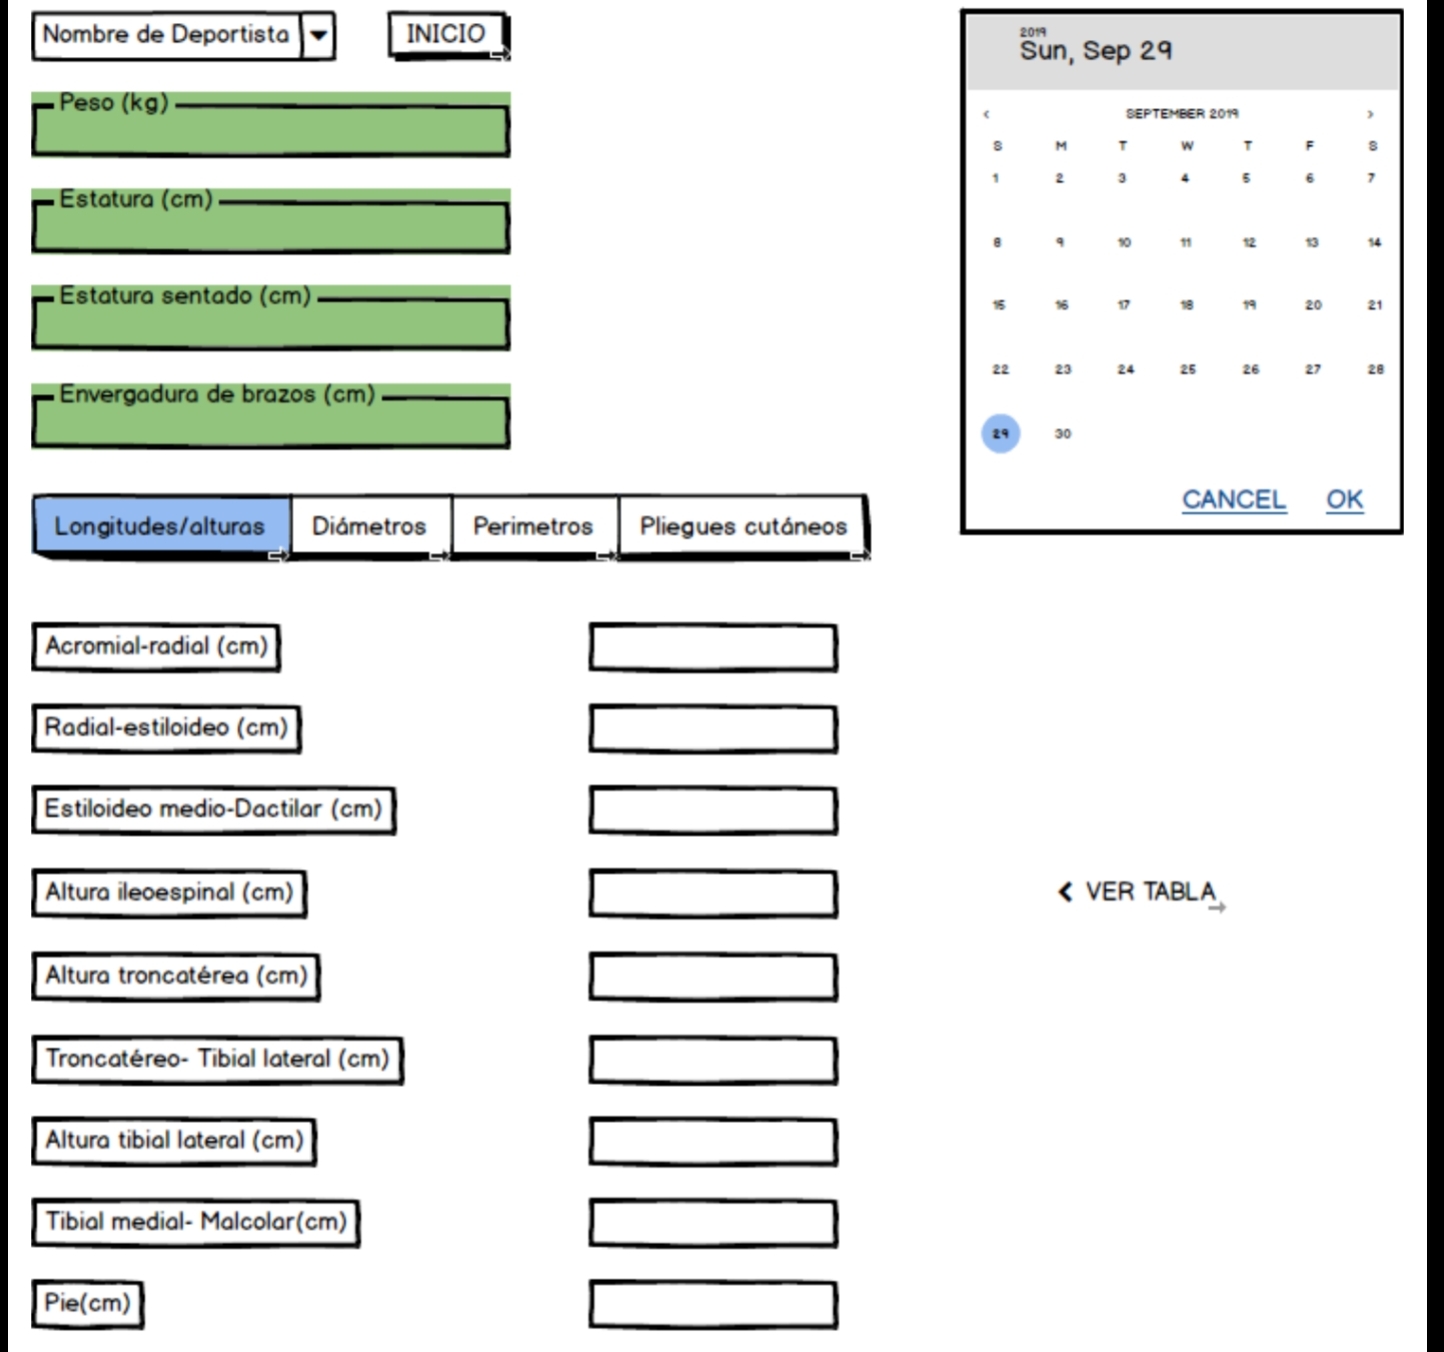 Nombre de Deportista
INICIO
Peso (kg)
Estatura (cm)
Estatura sentado (cm)
Envergadura de brazos (cm)
2019
Sun, Sep 29
‹ SEPTEMBER 2019 ›
S M T W T F S
1 2 3 4 5 6 7
8 9 10 11 12 13 14
15 16 17 18 19 20 21
22 23 24 25 26 27 28
29 30
CANCEL OK
Longitudes/alturas Diámetros Perimetros Pliegues cutáneos
Acromial-radial (cm)
Radial-estiloideo (cm)
Estiloideo medio-Dactilar (cm)
Altura ileoespinal (cm)
Altura troncatérea (cm)
Troncatéreo- Tibial lateral (cm)
Altura tibial lateral (cm)
Tibial medial- Malcolar(cm)
Pie(cm)
VER TABLA